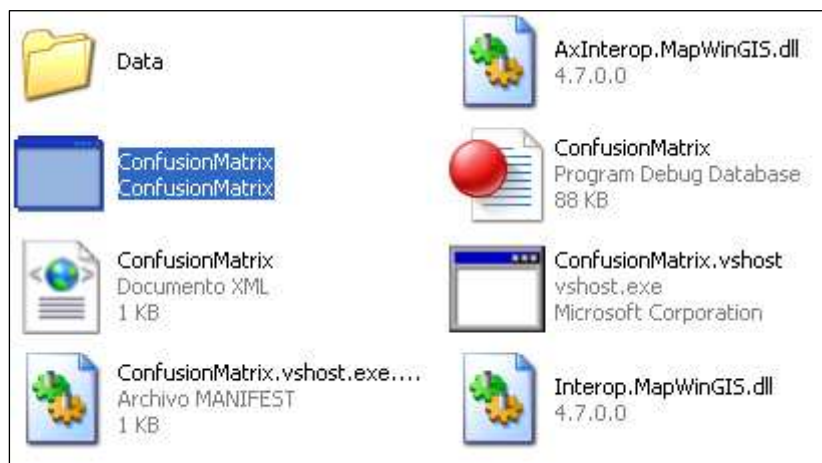 Data
AxInterop.MapWinGIS.dll
4.7.0.0
ConfusionMatrix
ConfusionMatrix
ConfusionMatrix
Program Debug Database
88 KB
ConfusionMatrix
Documento XML
1 KB
ConfusionMatrix.vshost
vshost.exe
Microsoft Corporation
ConfusionMatrix.vshost.exe....
Archivo MANIFEST
1 KB
Interop.MapWinGIS.dll
4.7.0.0